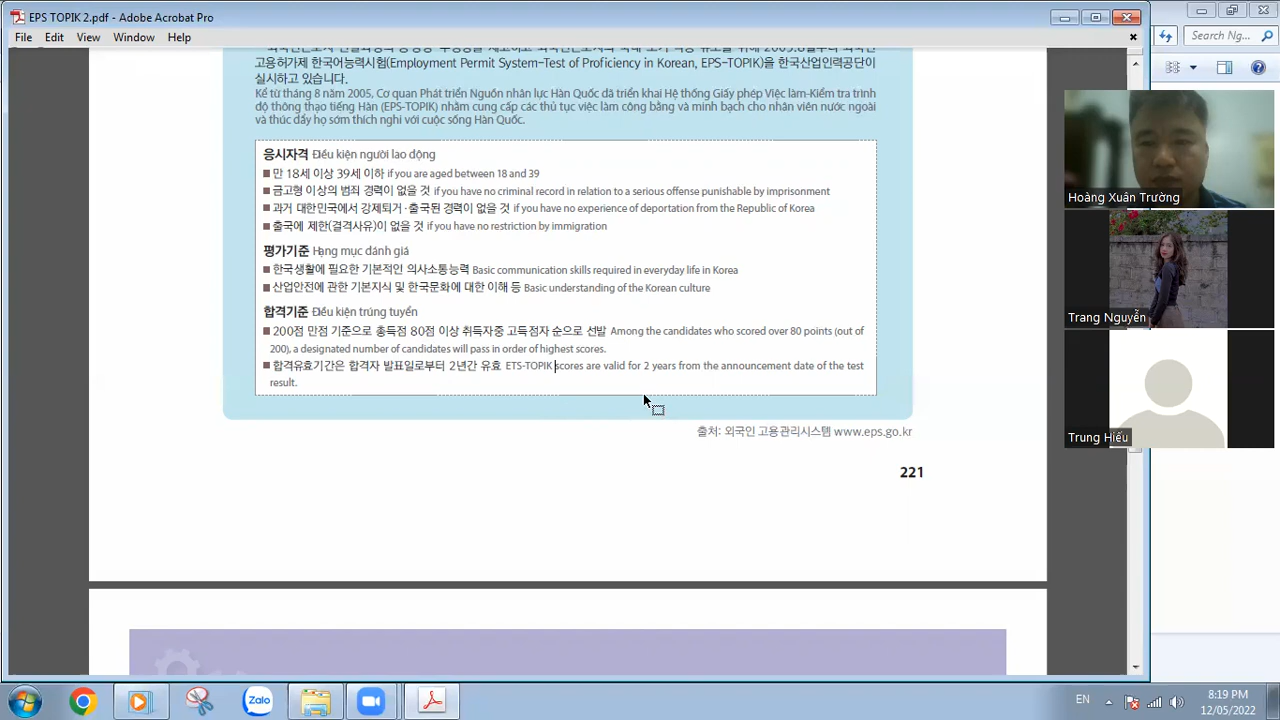 EPS TOPIK 2.pdf - Adobe Acrobat Pro
File Edit View Window Help
Search Ng...
고용허가제 한국어능력시험(Employment Permit System-Test of Proficiency in Korean, EPS-TOPIK)을 한국산업인력공단이
실시하고 있습니다.
Kể từ tháng 8 năm 2005, Cơ quan Phát triển Nguồn nhân lực Hàn Quốc đã triển khai Hệ thống Giấy phép Việc làm-Kiểm tra trình
độ thông thạo tiếng Hàn (EPS-TOPIK) nhằm cung cấp các thủ tục việc làm công bằng và minh bạch cho nhân viên nước ngoài
và thúc đẩy họ sớm thích nghi với cuộc sống Hàn Quốc.
응시자격 Điều kiện người lao động
만 18세 이상 39세 이하 if you are aged between 18 and 39
금고형 이상의 범죄 경력이 없을 것 if you have no criminal record in relation to a serious offense punishable by imprisonment
과거 대한민국에서 강제퇴거·출국된 경력이 없을 것 if you have no experience of deportation from the Republic of Korea
출국에 제한(결격사유)이 없을 것 if you have no restriction by immigration
평가기준 Hạng mục đánh giá
한국생활에 필요한 기본적인 의사소통능력 Basic communication skills required in everyday life in Korea
산업안전에 관한 기본지식 및 한국문화에 대한 이해 등 Basic understanding of the Korean culture
합격기준 Điều kiện trúng tuyển
200점 만점 기준으로 총득점 80점 이상 취득자중 고득점자 순으로 선발 Among the candidates who scored over 80 points (out of
200), a designated number of candidates will pass in order of highest scores.
합격유효기간은 합격자 발표일로부터 2년간 유효 ETS-TOPIK scores are valid for 2 years from the announcement date of the test
result.
출처: 외국인 고용관리시스템 www.eps.go.kr
221
Hoàng Xuân Trường
Trang Nguyễn
Trung Hiếu
Zalo
EN
8:19 PM
12/05/2022